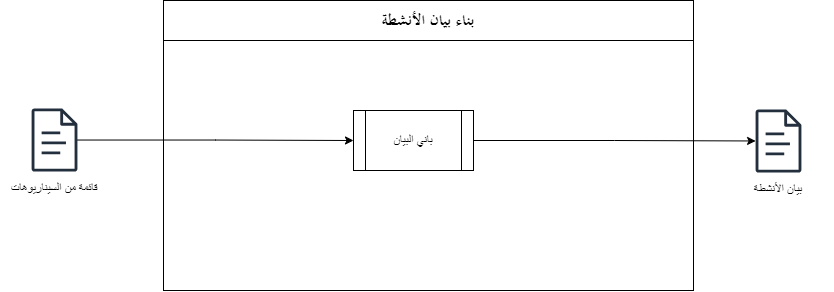 بناء بيان الأنشطة
قائمة من السيناريوهات
باني البيان
بيان الأنشطة